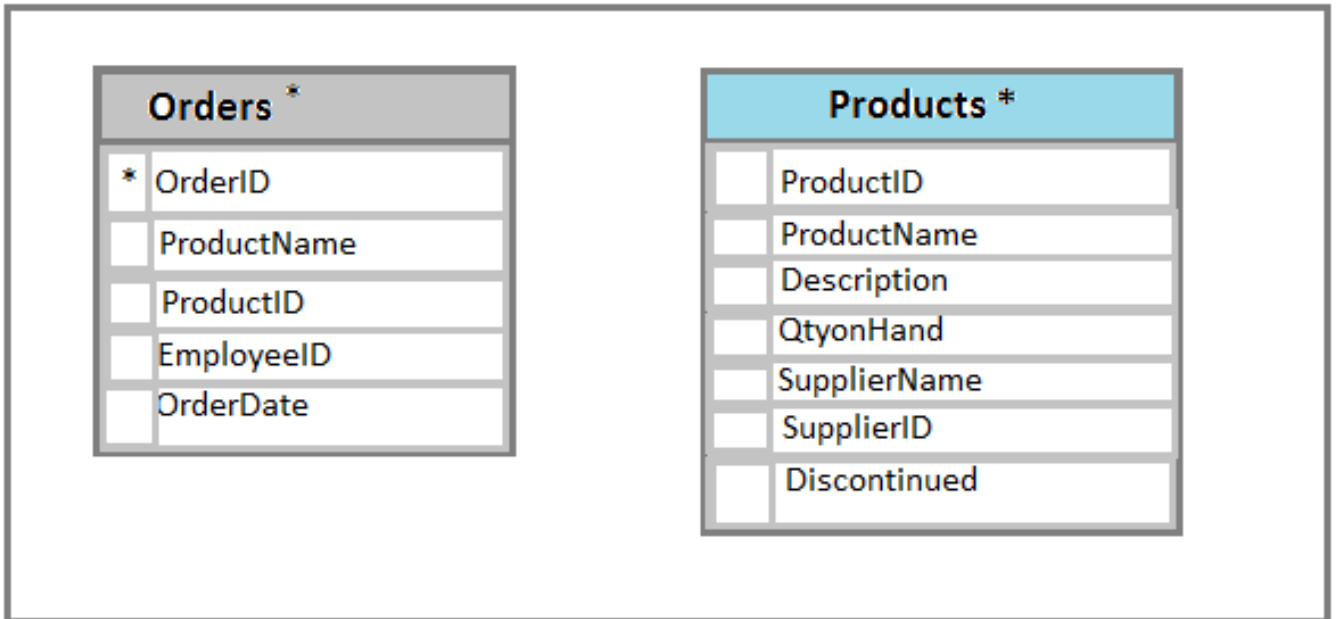 Orders *
* OrderID
ProductName
ProductID
EmployeeID
OrderDate
Products *
ProductID
ProductName
Description
QtyonHand
SupplierName
SupplierID
Discontinued